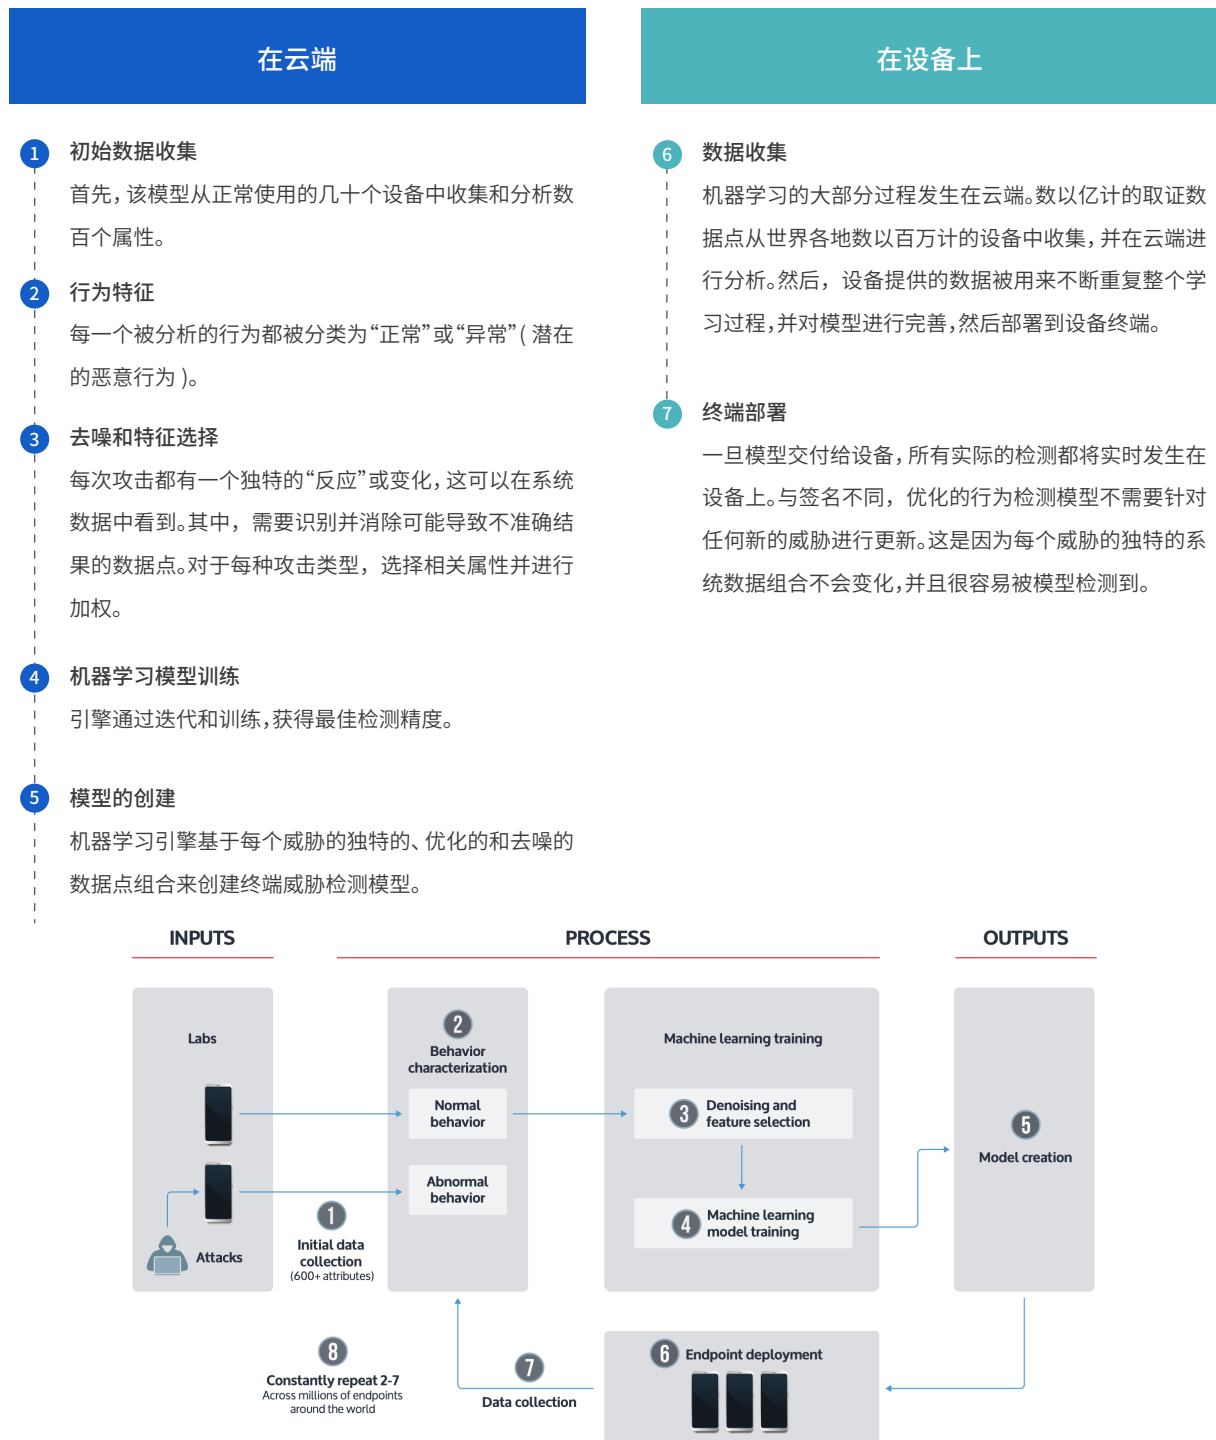 在云端
1
初始数据收集
首先，该模型从正常使用的几十个设备中收集和分析数
百个属性。
2
行为特征
每一个被分析的行为都被分类为“正常”或“异常”( 潜在
的恶意行为 )。
3
去噪和特征选择
每次攻击都有一个独特的“反应”或变化，这可以在系统
数据中看到。其中，需要识别并消除可能导致不准确结
果的数据点。对于每种攻击类型，选择相关属性并进行
加权。
4
机器学习模型训练
引擎通过迭代和训练，获得最佳检测精度。
5
模型的创建
机器学习引擎基于每个威胁的独特的、优化的和去噪的
数据点组合来创建终端威胁检测模型。
在设备上
6
数据收集
机器学习的大部分过程发生在云端。数以亿计的取证数
据点从世界各地数以百万计的设备中收集，并在云端进
行分析。然后，设备提供的数据被用来不断重复整个学
习过程，并对模型进行完善，然后部署到设备终端。
7
终端部署
一旦模型交付给设备，所有实际的检测都将实时发生在
设备上。与签名不同，优化的行为检测模型不需要针对
任何新的威胁进行更新。这是因为每个威胁的独特的系
统数据组合不会变化，并且很容易被模型检测到。
INPUTS
PROCESS
OUTPUTS
Labs
Attacks
1
Initial data
collection
(600+ attributes)
2
Behavior
characterization
Normal
behavior
Abnormal
behavior
Machine learning training
3
Denoising and
feature selection
4
Machine learning
model training
5
Model creation
6
Endpoint deployment
7
Data collection
8
Constantly repeat 2-7
Across millions of endpoints
around the world